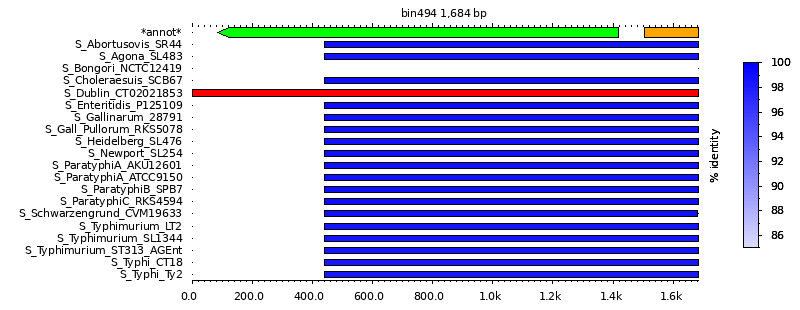 bin494 1,684 bp
*annot*
S_Abortusovis_SR44
S_Agona_SL483
S_Bongori_NCTC12419
S_Choleraesuis_SCB67
S_Dublin_CT02021853
S_Enteritidis_P125109
S_Gallinarum_28791
S_Gall_Pullorum_RKS5078
S_Heidelberg_SL476
S_Newport_SL254
S_ParatyphiA_AKU12601
S_ParatyphiA_ATCC9150
S_ParatyphiB_SPB7
S_ParatyphiC_RKS4594
S_Schwarzengrund_CVM19633
S_Typhimurium_LT2
S_Typhimurium_SL1344
S_Typhimurium_ST313_AGEnt
S_Typhi_CT18
S_Typhi_Ty2
0.0 200.0 400.0 600.0 800.0 1.0k 1.2k 1.4k 1.6k
100
98
96
94
92
90
88
86
% identity